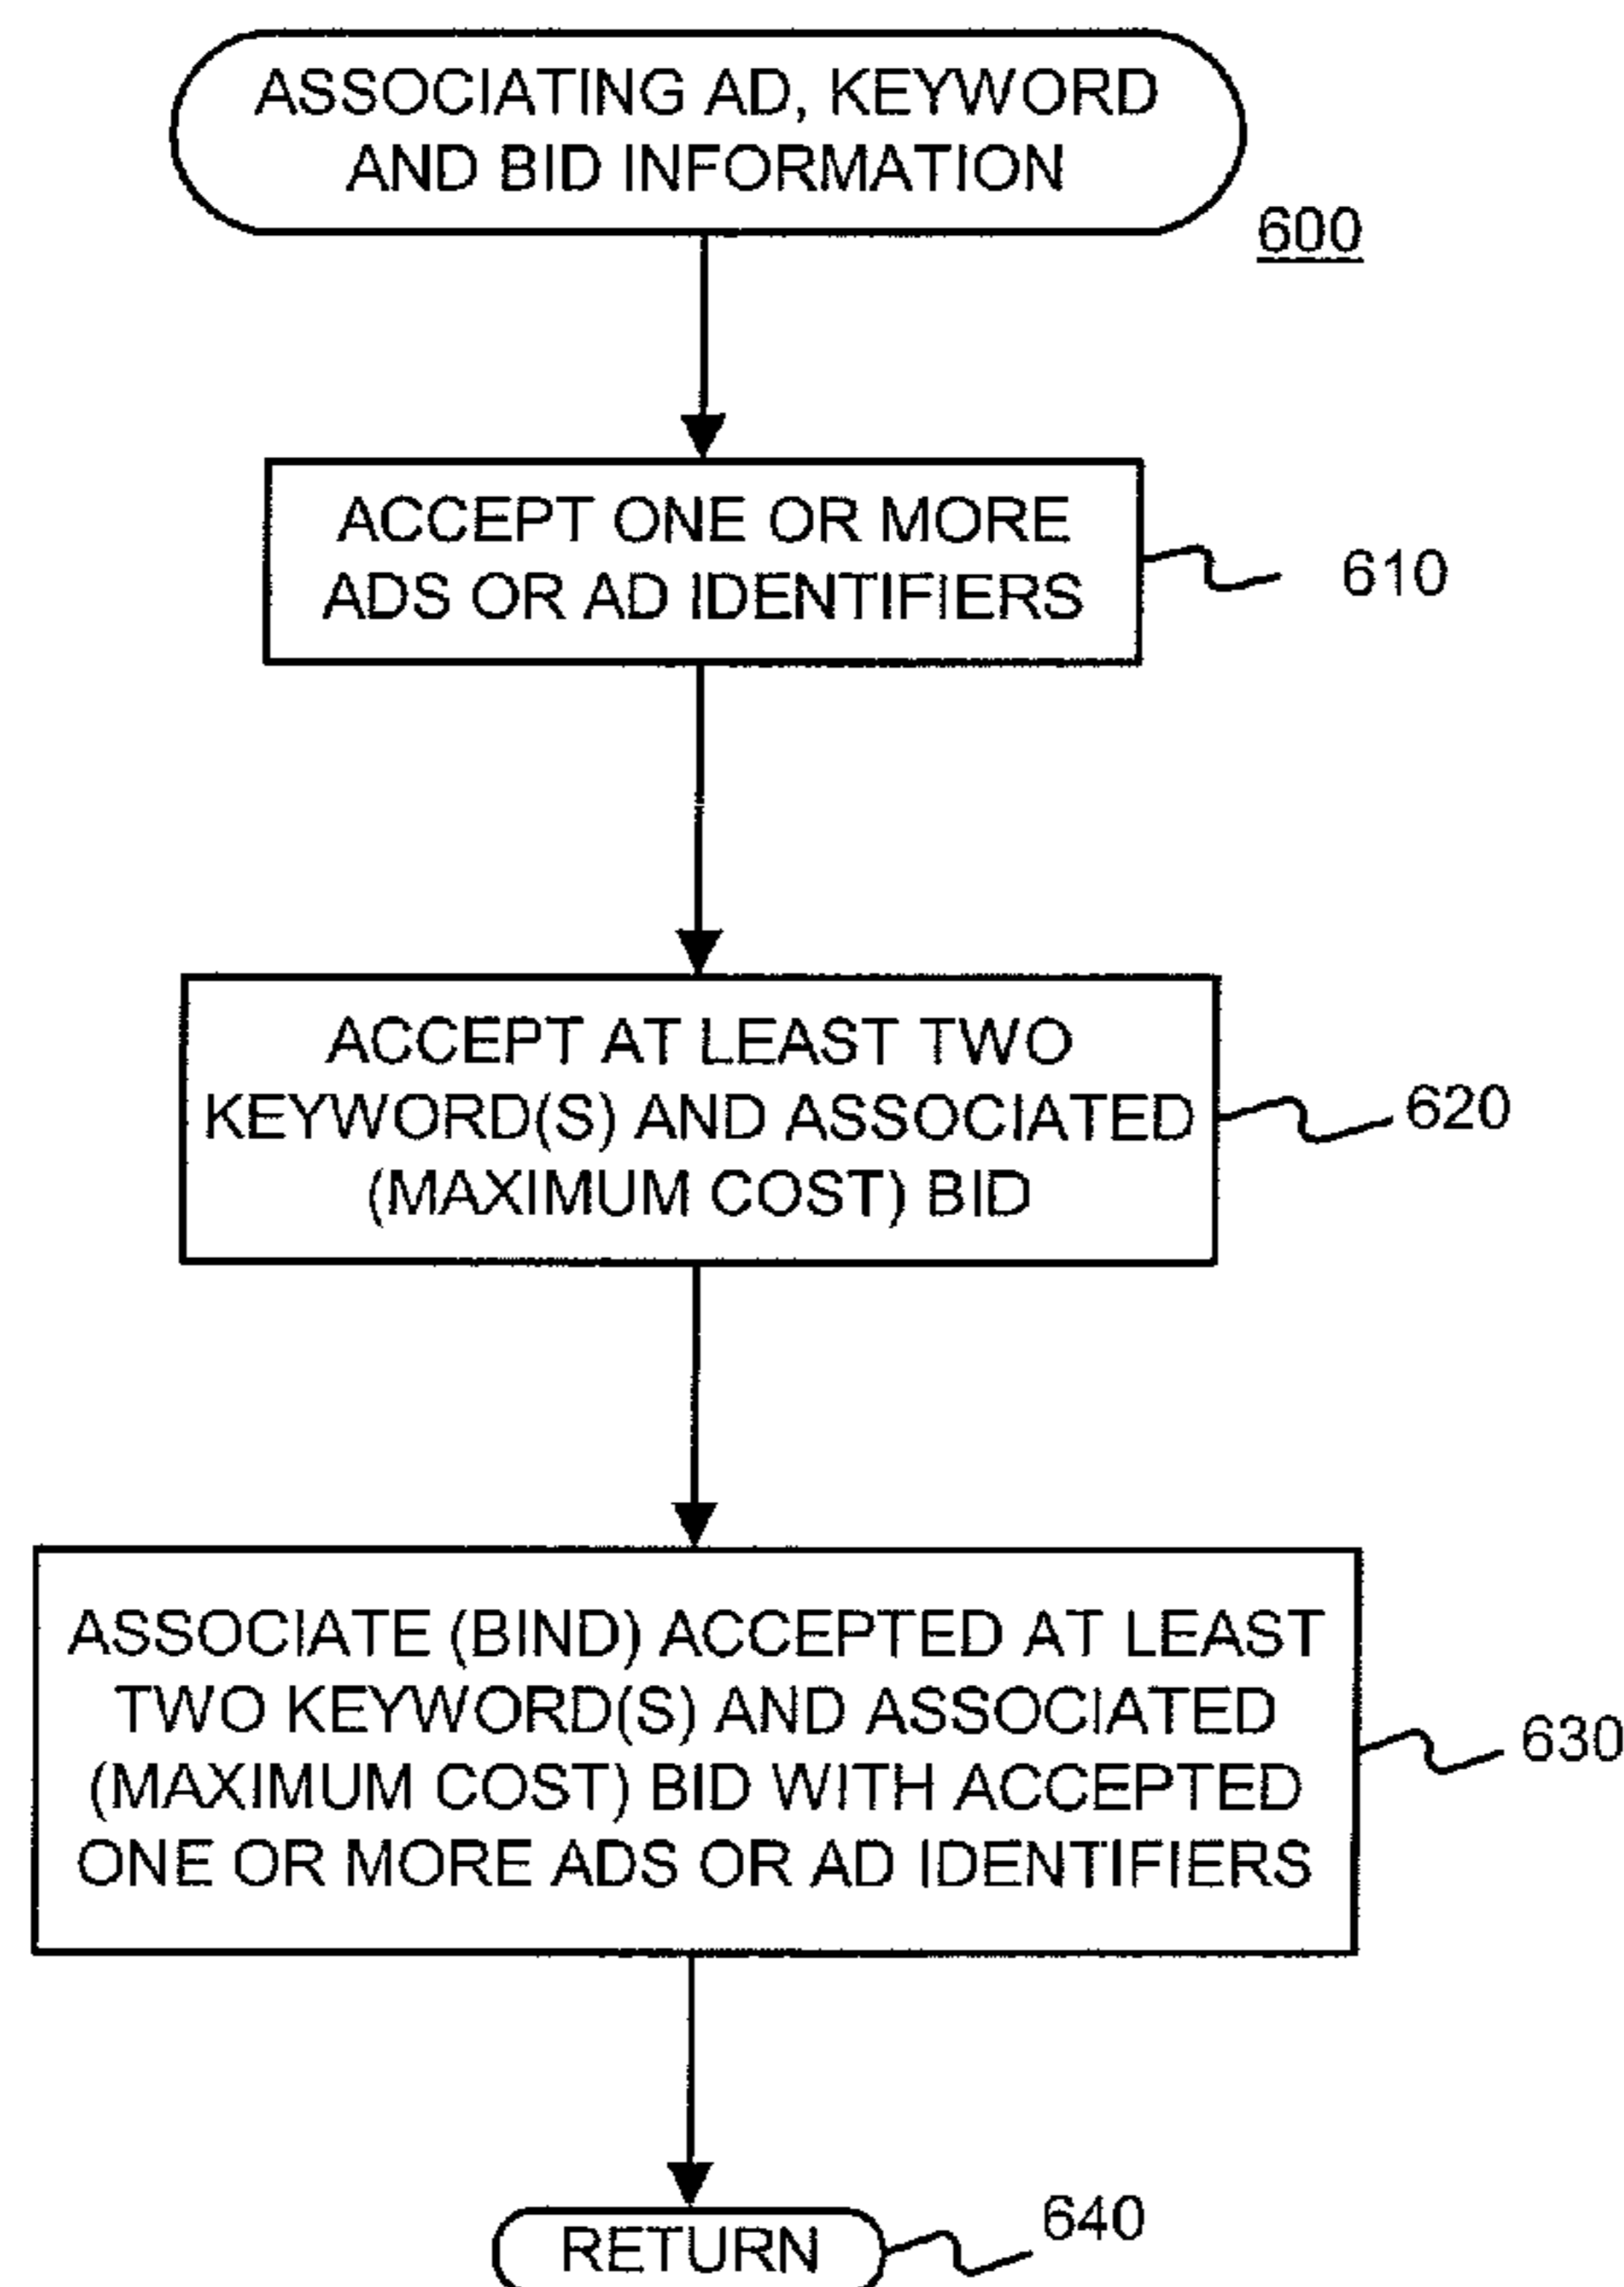 ASSOCIATING AD, KEYWORD
AND BID INFORMATION
600
ACCEPT ONE OR MORE
ADS OR AD IDENTIFIERS
610
ACCEPT AT LEAST TWO
KEYWORD(S) AND ASSOCIATED
(MAXIMUM COST) BID
620
ASSOCIATE (BIND) ACCEPTED AT LEAST
TWO KEYWORD(S) AND ASSOCIATED
(MAXIMUM COST) BID WITH ACCEPTED
ONE OR MORE ADS OR AD IDENTIFIERS
630
RETURN
640